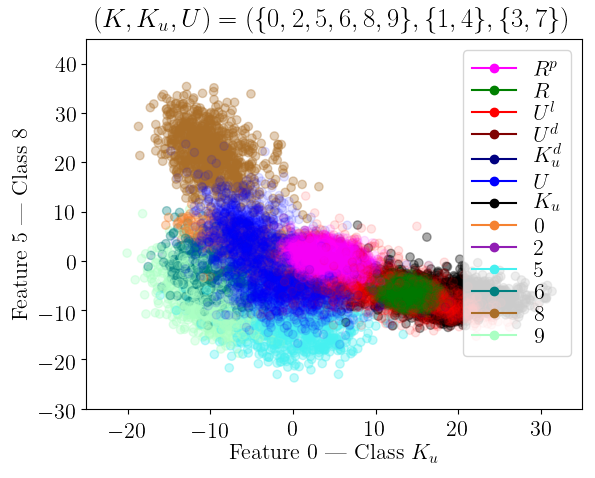 (K, K_u, U) = ({0, 2, 5, 6, 8, 9}, {1, 4}, {3, 7})
40
30
20
10
0
−10
−20
−30
Feature 5 — Class 8
−20
−10
0
10
20
30
Feature 0 — Class K_u
R^p
R
U^l
U^d
K_u^d
U
K_u
0
2
5
6
8
9